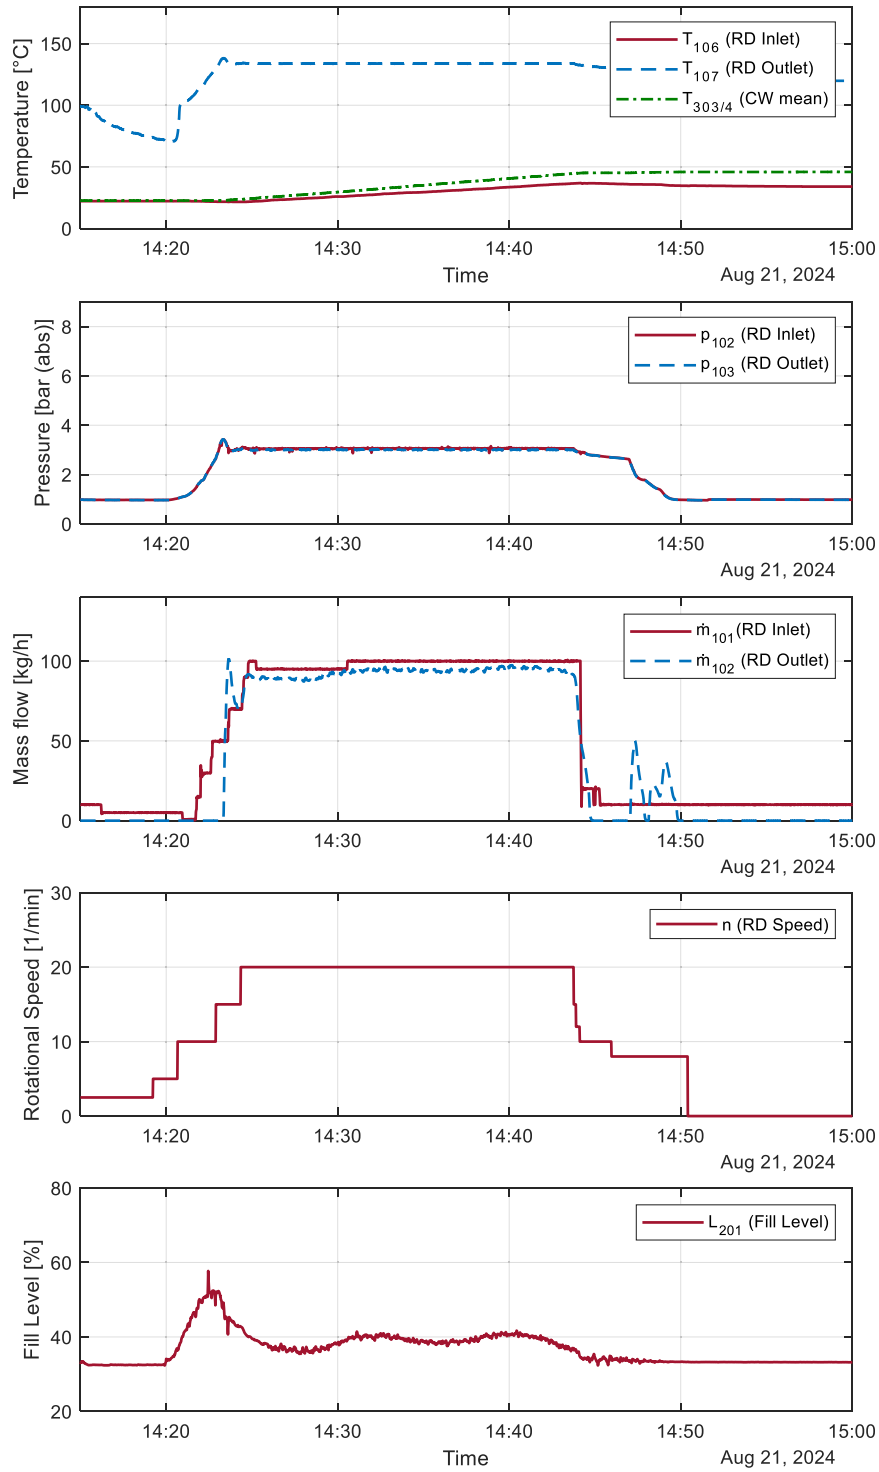 Temperature [°C]
150
100
50
0
T106 (RD Inlet)
T107 (RD Outlet)
T303/4 (CW mean)
14:20 14:30 14:40 14:50 15:00
Time
Aug 21, 2024
Pressure [bar (abs)]
8
6
4
2
0
p102 (RD Inlet)
p103 (RD Outlet)
14:20 14:30 14:40 14:50 15:00
Aug 21, 2024
Mass flow [kg/h]
100
50
0
ṁ101(RD Inlet)
ṁ102 (RD Outlet)
14:20 14:30 14:40 14:50 15:00
Aug 21, 2024
Rotational Speed [1/min]
30
20
10
0
n (RD Speed)
14:20 14:30 14:40 14:50 15:00
Aug 21, 2024
Fill Level [%]
80
60
40
20
L201 (Fill Level)
14:20 14:30 14:40 14:50 15:00
Time
Aug 21, 2024